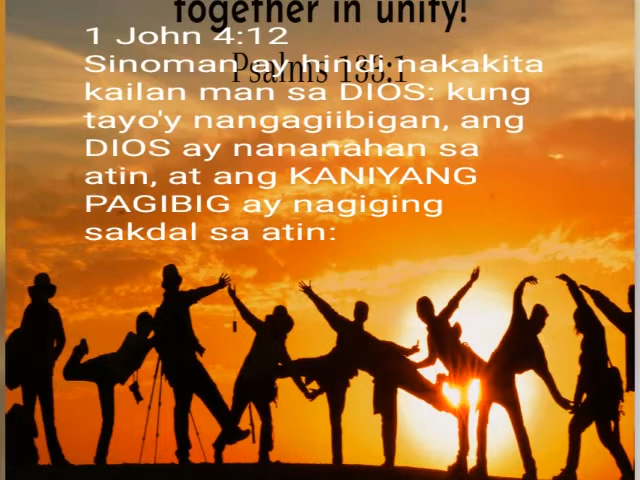 together in unity!
1 John 4:12
Sinoman ay hindi nakakita
Psalms 133:1
kailan man sa DIOS: kung
tayo'y nangagiibigan, ang
DIOS ay nananahan sa
atin, at ang KANIYANG
PAGIBIG ay nagiging
sakdal sa atin: